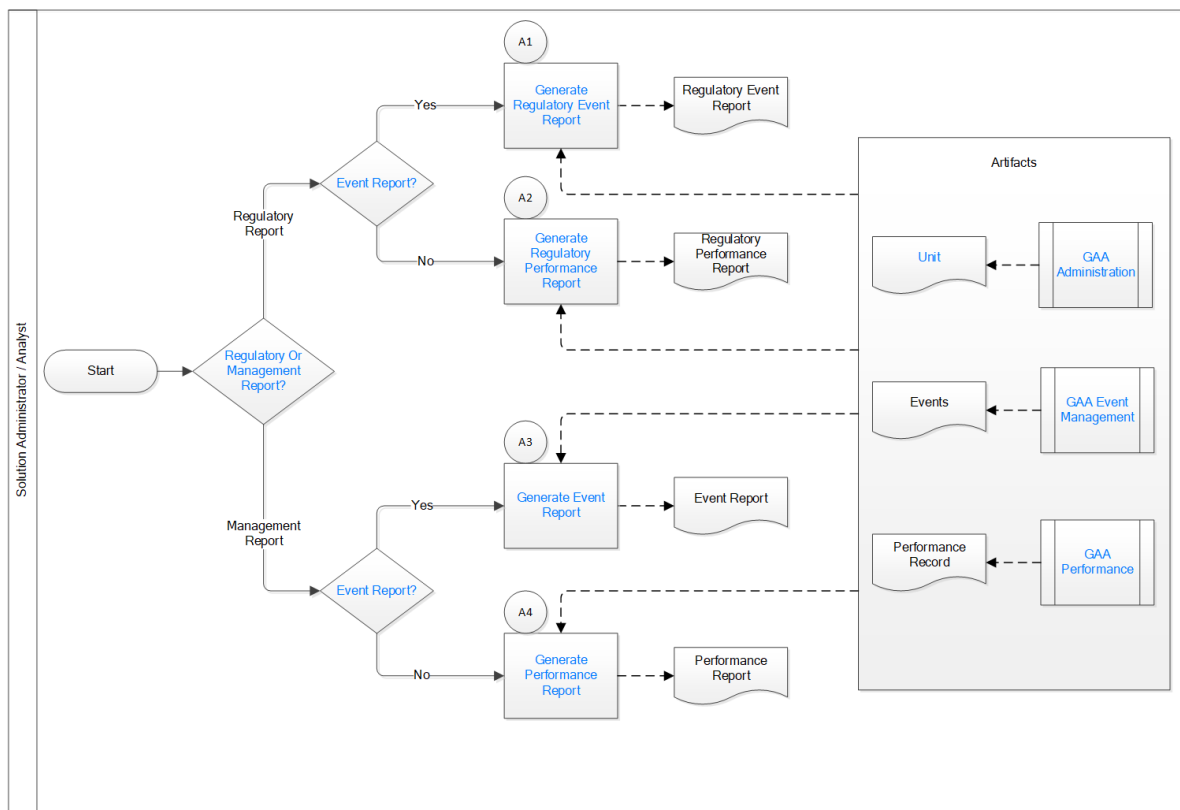 Solution Administrator / Analyst
Start
Regulatory Or
Management
Report?
Regulatory
Report
Management
Report
Event Report?
Yes
No
A1
Generate
Regulatory Event
Report
Regulatory Event
Report
A2
Generate
Regulatory
Performance
Report
Regulatory
Performance
Report
Event Report?
Yes
No
A3
Generate Event
Report
Event Report
A4
Generate
Performance
Report
Performance
Report
Artifacts
Unit
GAA
Administration
Events
GAA Event
Management
Performance
Record
GAA
Performance